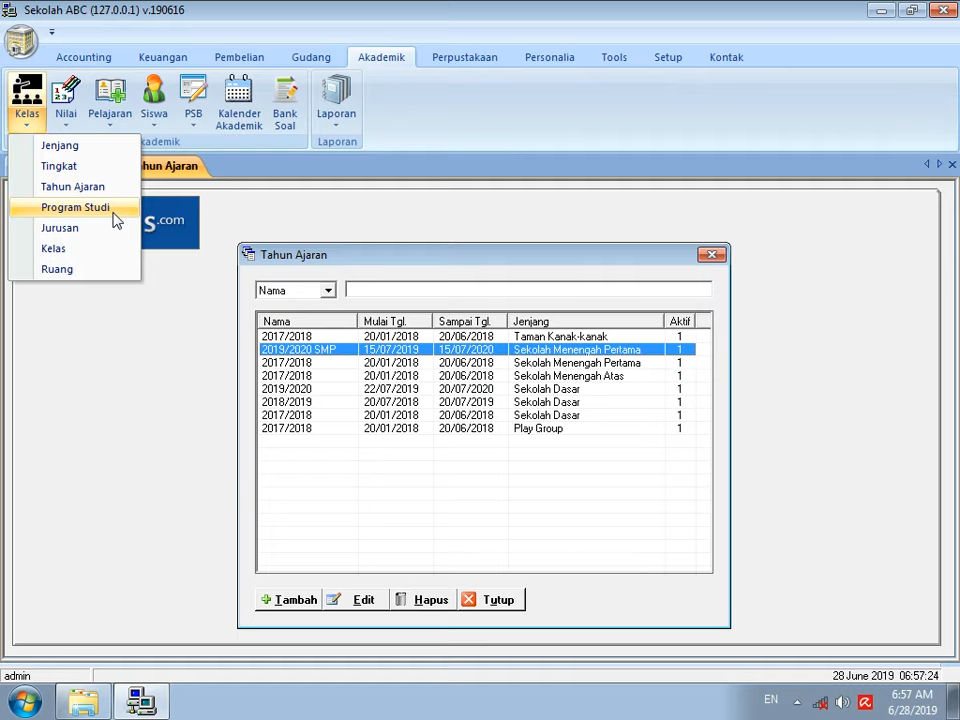 Sekolah ABC (127.0.0.1) v.190616
Accounting Keuangan Pembelian Gudang Akademik Perpustakaan Personalia Tools Setup Kontak
Kelas Nilai Pelajaran Siswa PSB Kalender Akademik Bank Soal Laporan
Laporan
Jenjang
Tingkat
Tahun Ajaran
Program Studi
Jurusan
Kelas
Ruang
s.com
Tahun Ajaran
Nama
Nama Mulai Tgl. Sampai Tgl. Jenjang Aktif
2017/2018 20/01/2018 20/06/2018 Taman Kanak-kanak 1
2019/2020 SMP 15/07/2019 15/07/2020 Sekolah Menengah Pertama 1
2017/2018 20/01/2018 20/06/2018 Sekolah Menengah Pertama 1
2017/2018 20/01/2018 20/06/2018 Sekolah Menengah Atas 1
2019/2020 22/07/2019 20/07/2020 Sekolah Dasar 1
2018/2019 20/07/2018 20/07/2019 Sekolah Dasar 1
2017/2018 20/01/2018 20/06/2018 Sekolah Dasar 1
2017/2018 20/01/2018 20/06/2018 Play Group 1
Tambah Edit Hapus Tutup
admin
28 June 2019 06:57:24
EN
6:57 AM
6/28/2019